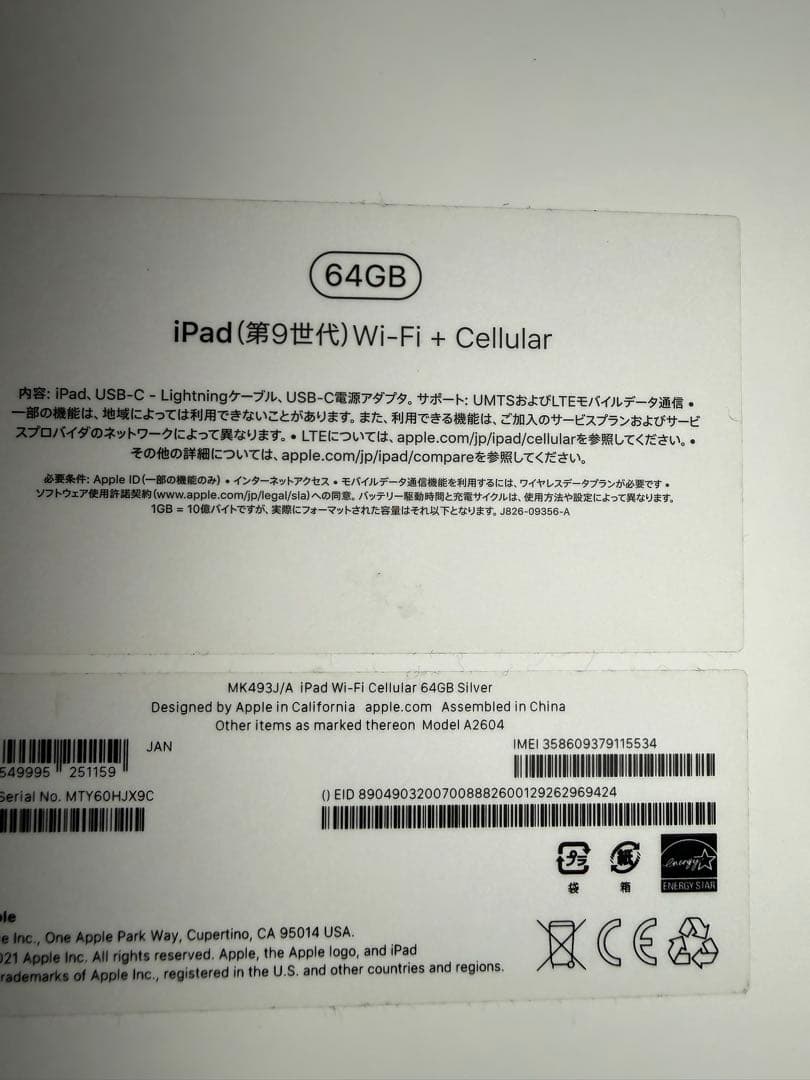 64GB
iPad(第9世代)Wi-Fi + Cellular
内容: iPad、USB-C - Lightningケーブル、USB-C電源アダプタ。サポート: UMTSおよびLTEモバイルデータ通信 •
一部の機能は、地域によっては利用できないことがあります。また、利用できる機能は、ご加入のサービスプランおよびサービ
スプロバイダのネットワークによって異なります。• LTEについては、apple.com/jp/ipad/cellularを参照してください。•
その他の詳細については、apple.com/jp/ipad/compareを参照してください。
必要条件: Apple ID(一部の機能のみ) • インターネットアクセス • モバイルデータ通信機能を利用するには、ワイヤレスデータプランが必要です •
ソフトウェア使用許諾契約(www.apple.com/jp/legal/sla)への同意。バッテリー駆動時間と充電サイクルは、使用方法や設定によって異なります。
1GB = 10億バイトですが、実際にフォーマットされた容量はそれ以下となります。J826-09356-A
MK493J/A iPad Wi-Fi Cellular 64GB Silver
Designed by Apple in California apple.com Assembled in China
Other items as marked thereon Model A2604
JAN
549995 251159
IMEI 358609379115534
Serial No. MTY60HJX9C
() EID 89049032007008882600129262969424
プラ
袋
紙
箱
energy
ENERGY STAR
le
e Inc., One Apple Park Way, Cupertino, CA 95014 USA.
021 Apple Inc. All rights reserved. Apple, the Apple logo, and iPad
rademarks of Apple Inc., registered in the U.S. and other countries and regions.
CE